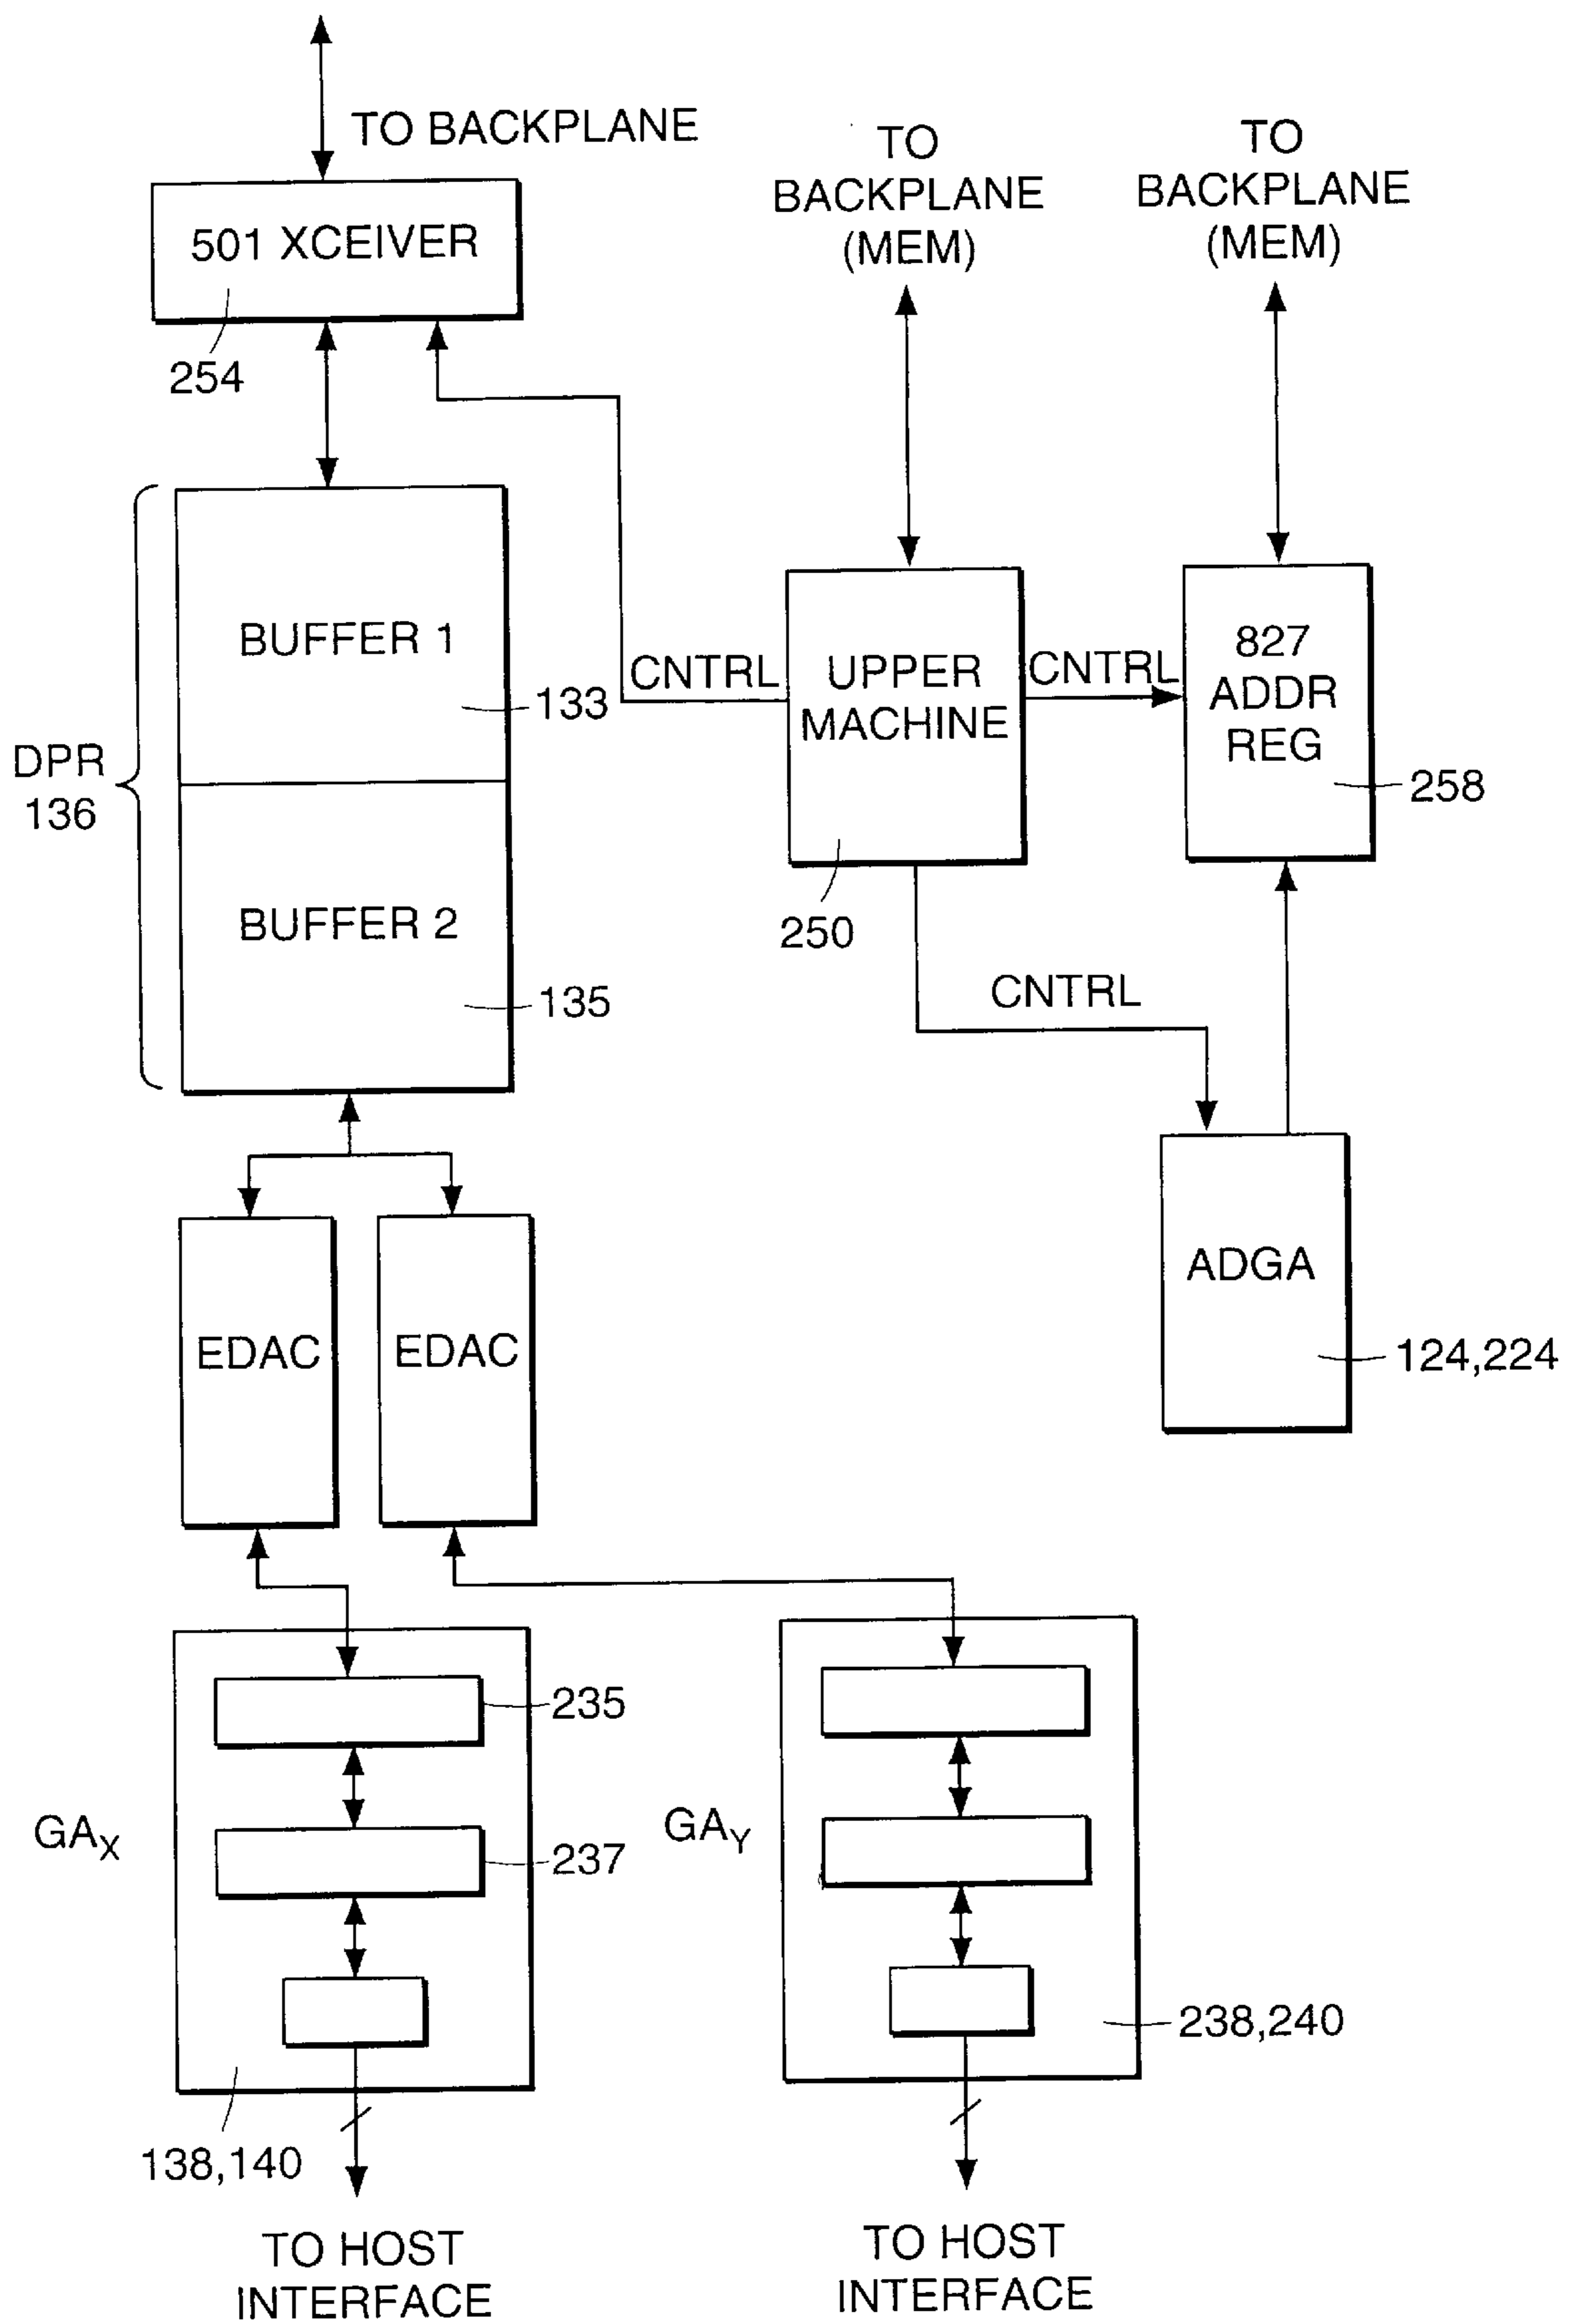 TO BACKPLANE
TO
BACKPLANE
(MEM)
TO
BACKPLANE
(MEM)
501 XCEIVER
254
BUFFER 1
133
DPR
136
BUFFER 2
135
CNTRL
UPPER
MACHINE
250
CNTRL
827
ADDR
REG
258
CNTRL
ADGA
124,224
EDAC
EDAC
GAX
235
237
138,140
GAY
238,240
TO HOST
INTERFACE
TO HOST
INTERFACE